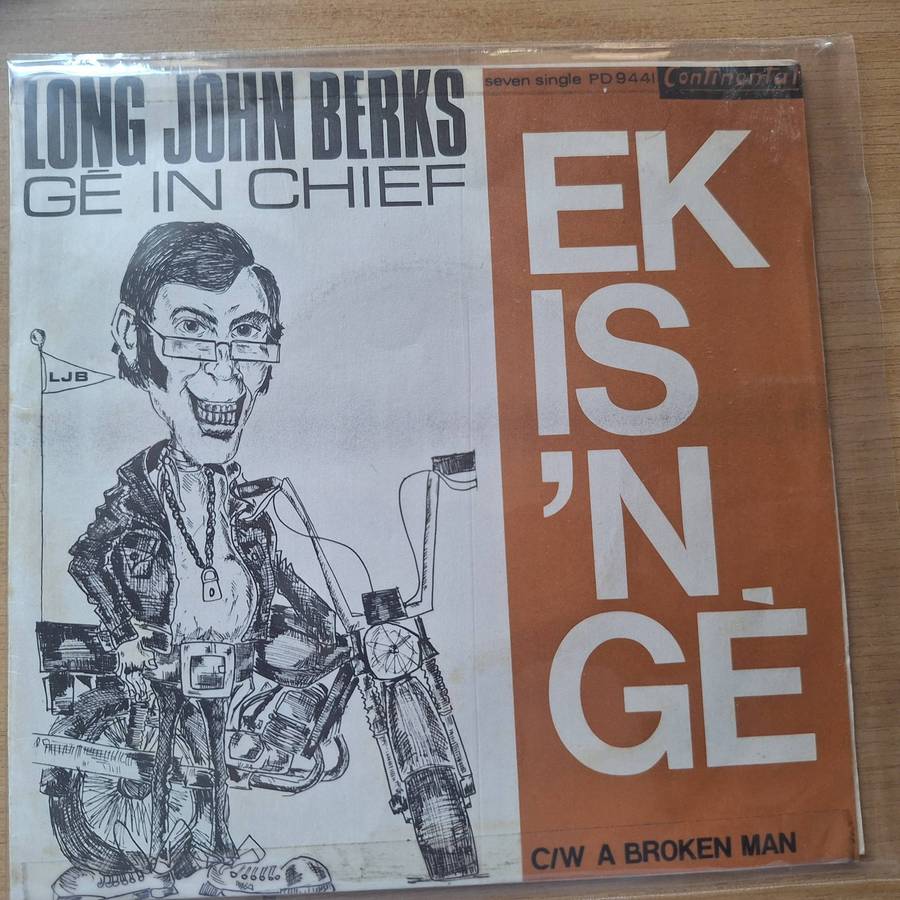 LONG JOHN BERKS
GÉ IN CHIEF
seven single PD 9441
Continental
EK
IS
'N
GÉ
LJB
C/W A BROKEN MAN